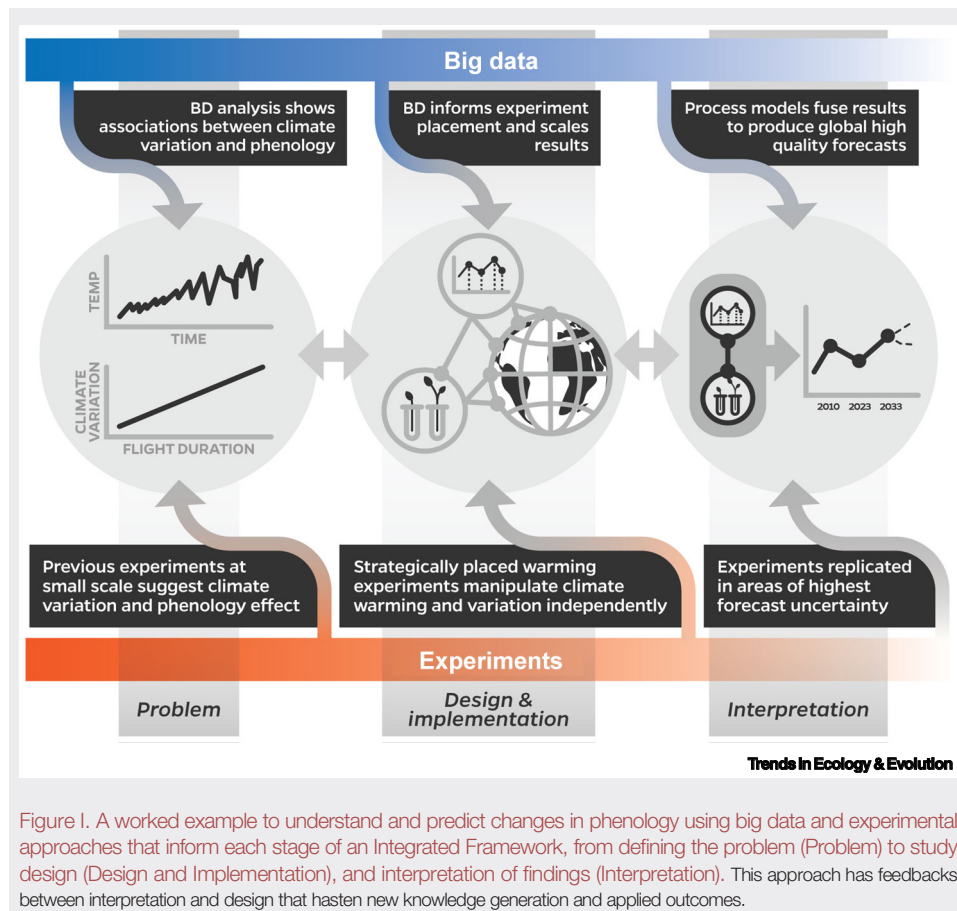 Big data
BD analysis shows
associations between climate
variation and phenology
BD informs experiment
placement and scales
results
Process models fuse results
to produce global high
quality forecasts
TEMP
TIME
CLIMATE
VARIATION
FLIGHT DURATION
2010 2023 2033
Previous experiments at
small scale suggest climate
variation and phenology effect
Strategically placed warming
experiments manipulate climate
warming and variation independently
Experiments replicated
in areas of highest
forecast uncertainty
Experiments
Problem
Design &
implementation
Interpretation
Trends in Ecology & Evolution
Figure I. A worked example to understand and predict changes in phenology using big data and experimental
approaches that inform each stage of an Integrated Framework, from defining the problem (Problem) to study
design (Design and Implementation), and interpretation of findings (Interpretation). This approach has feedbacks
between interpretation and design that hasten new knowledge generation and applied outcomes.